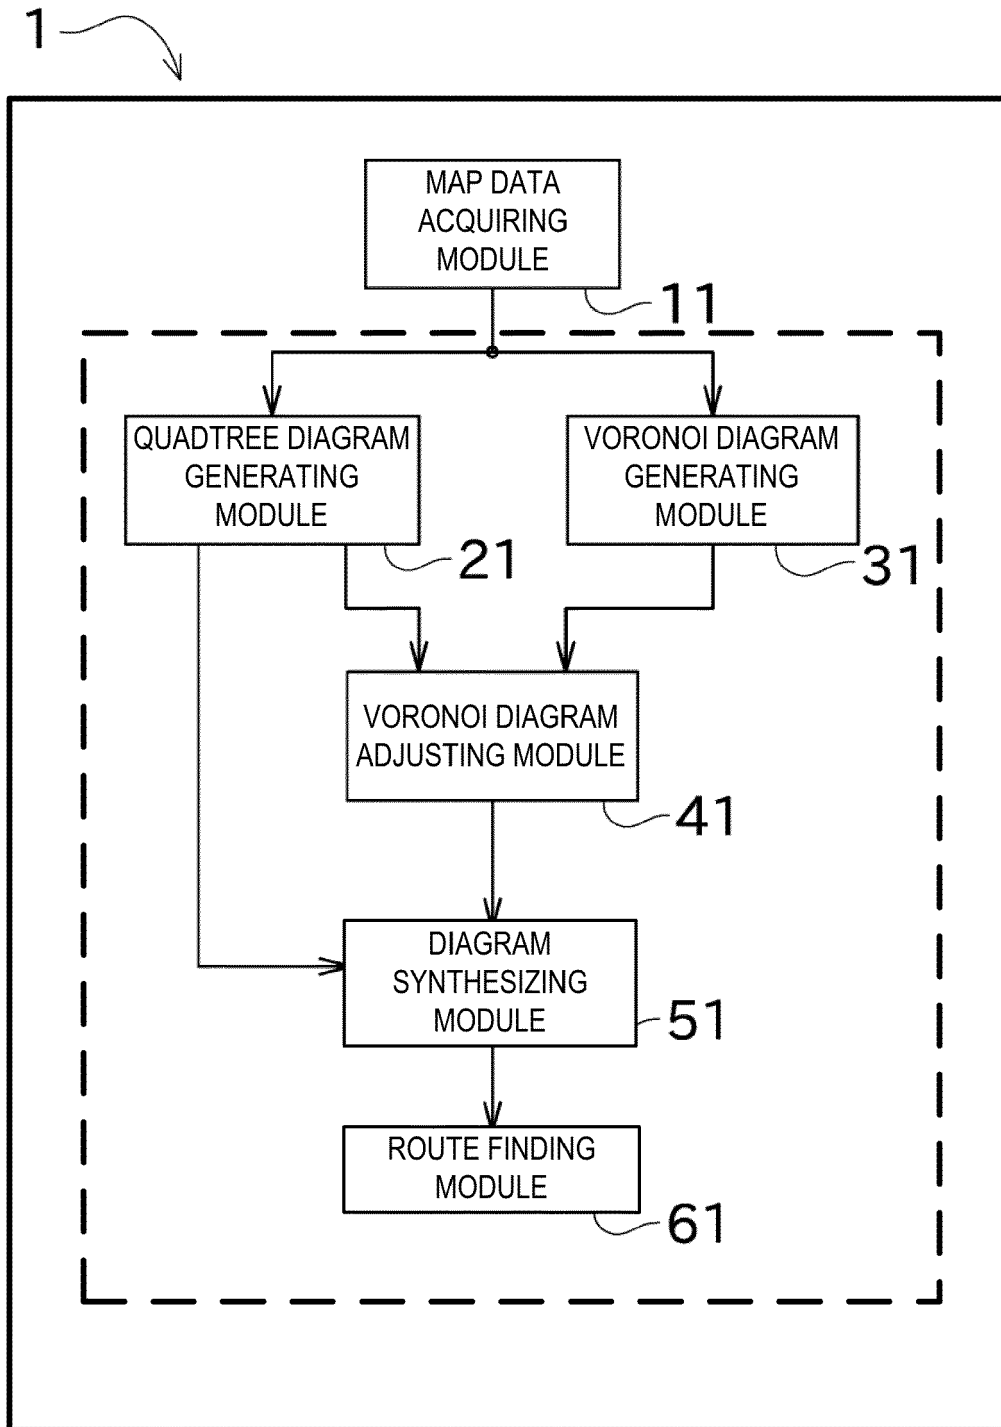 1
MAP DATA
ACQUIRING
MODULE
11
QUADTREE DIAGRAM
GENERATING
MODULE
21
VORONOI DIAGRAM
GENERATING
MODULE
31
VORONOI DIAGRAM
ADJUSTING MODULE
41
DIAGRAM
SYNTHESIZING
MODULE
51
ROUTE FINDING
MODULE
61